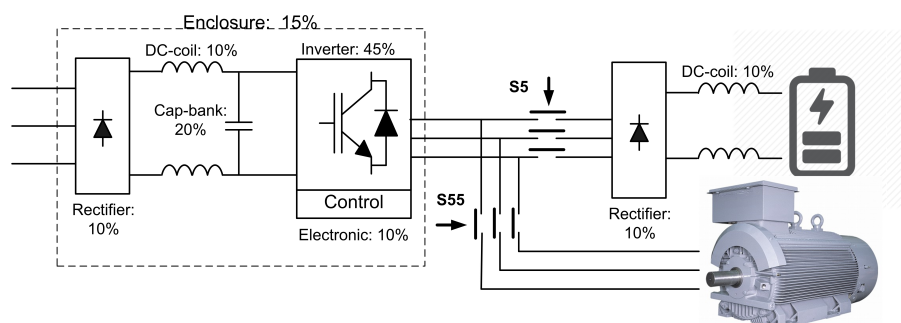 Enclosure: 15%
DC-coil: 10%
Inverter: 45%
Cap-bank:
20%
Rectifier:
10%
Control
Electronic: 10%
S5
S55
DC-coil: 10%
Rectifier:
10%